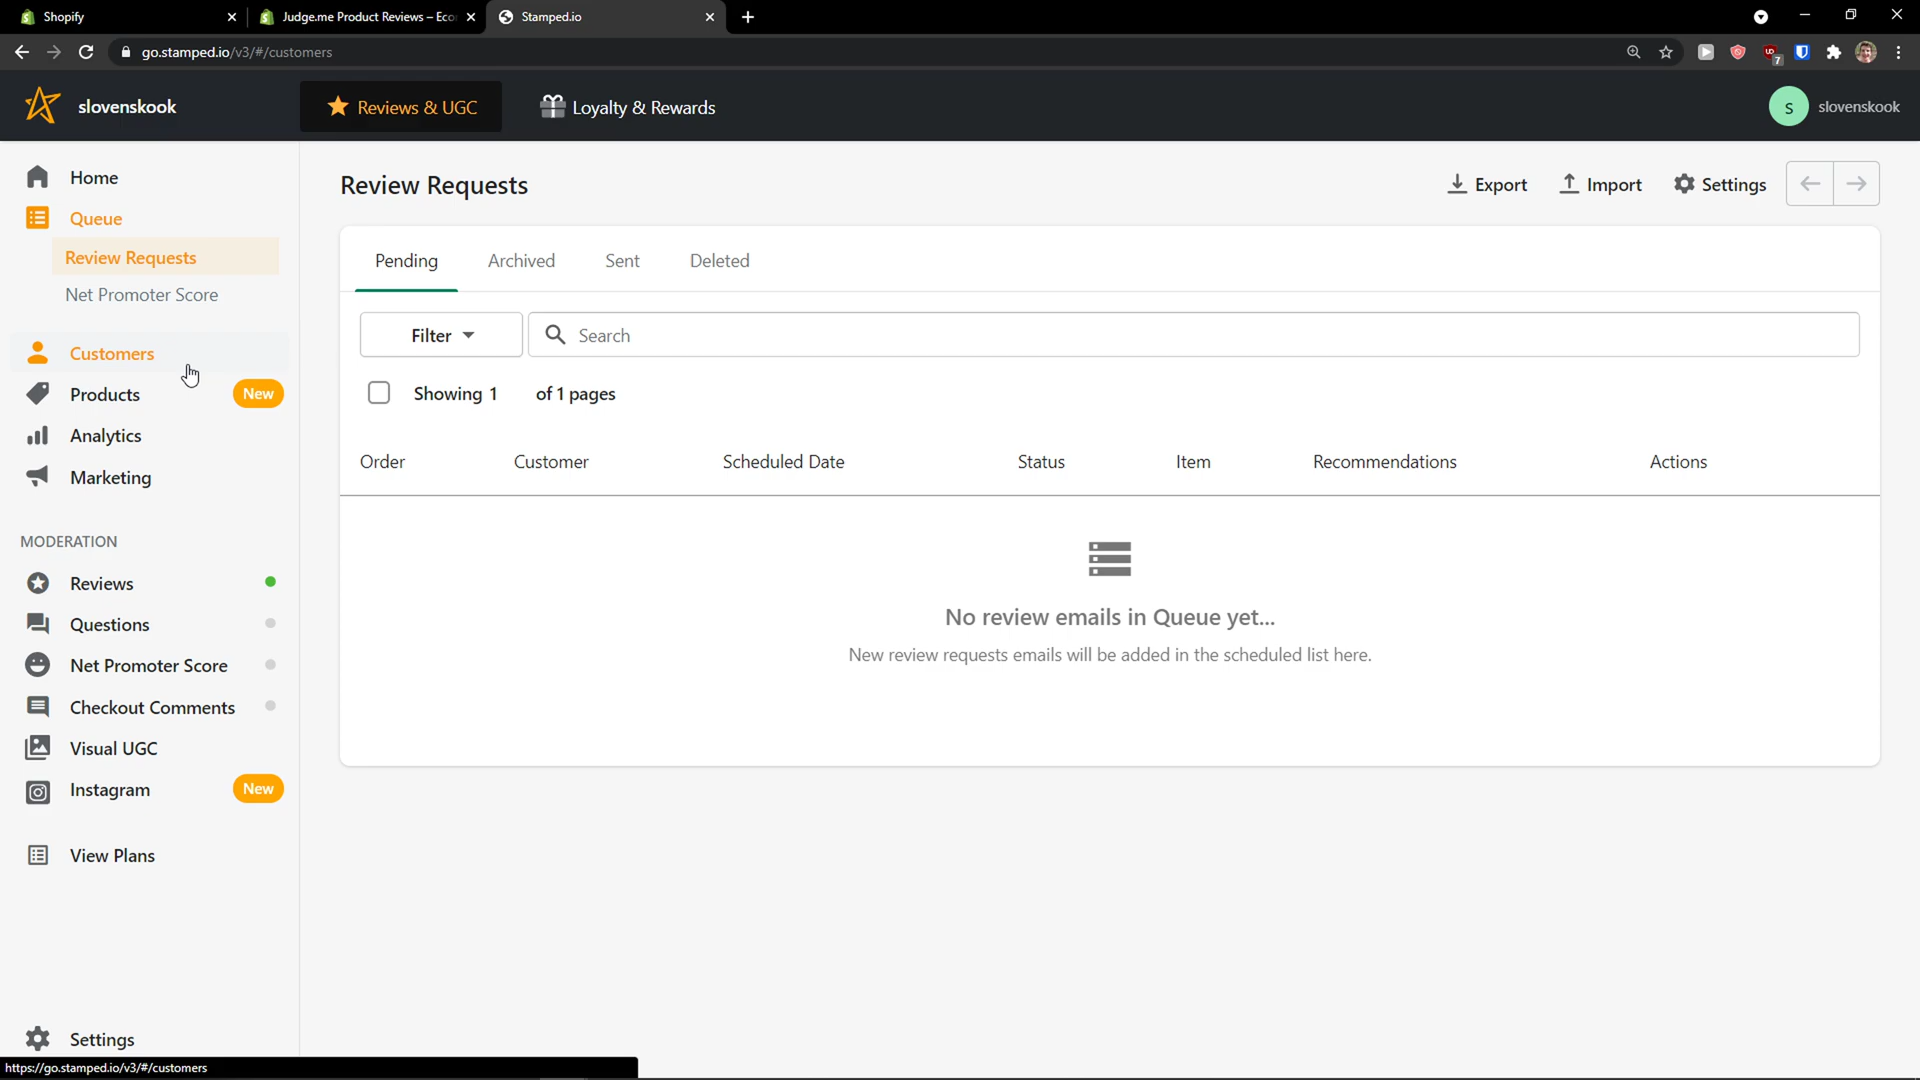 Shopify
Judge.me Product Reviews – Eco
Stamped.io
go.stamped.io/v3/#/customers
7
slovenskook
Reviews & UGC
Loyalty & Rewards
S
slovenskook
Home
Queue
Review Requests
Net Promoter Score
Customers
Products
New
Analytics
Marketing
MODERATION
Reviews
Questions
Net Promoter Score
Checkout Comments
Visual UGC
Instagram
New
View Plans
Settings
https://go.stamped.io/v3/#/customers
Review Requests
Export
Import
Settings
Pending
Archived
Sent
Deleted
Filter
Search
Showing 1 of 1 pages
Order
Customer
Scheduled Date
Status
Item
Recommendations
Actions
No review emails in Queue yet...
New review requests emails will be added in the scheduled list here.